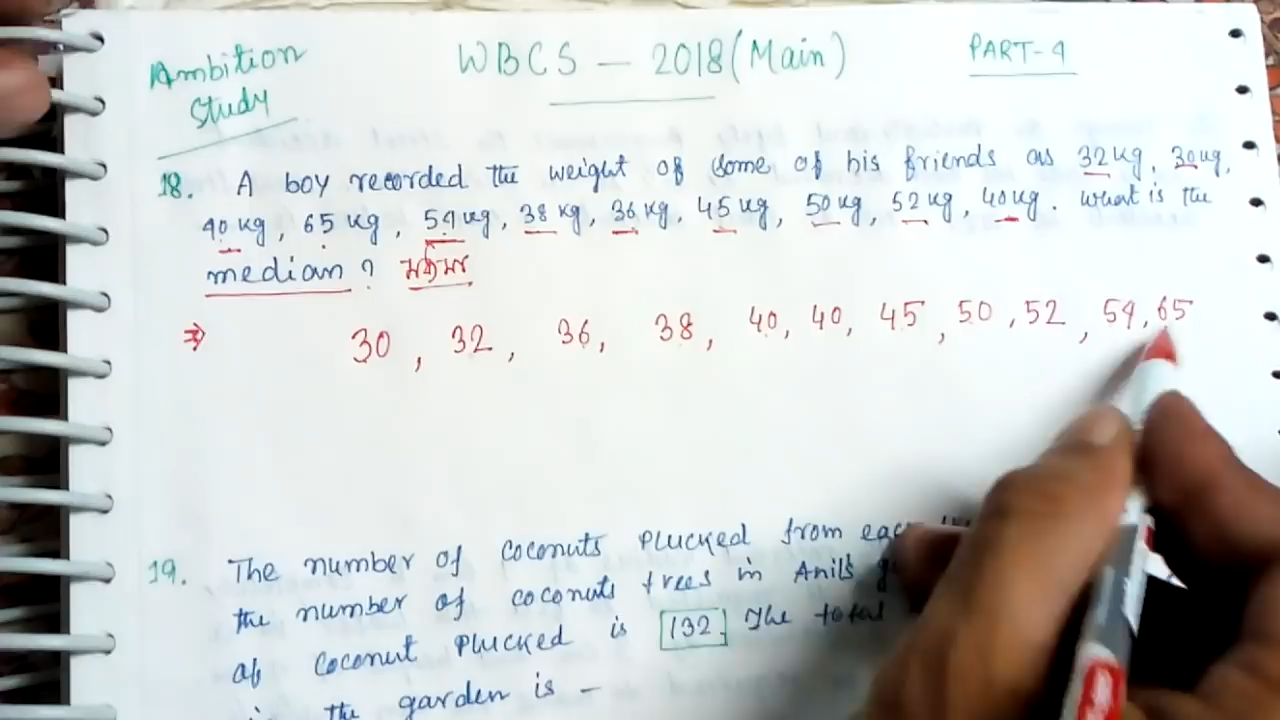 Ambition
Study
WBCS — 2018 (Main)
PART-4
18. A boy recorded the weight of some of his friends as 32 kg, 30 kg,
40 kg, 65 kg, 54 kg, 38 kg, 36 kg, 45 kg, 50 kg, 52 kg, 40 kg. What is the
median? মধ্যমা
⇒ 30, 32, 36, 38, 40, 40, 45, 50, 52, 54, 65
19. The number of coconuts Plucked from each
the number of coconuts trees in Anil's
of coconut Plucked is 132. The total
the garden is —